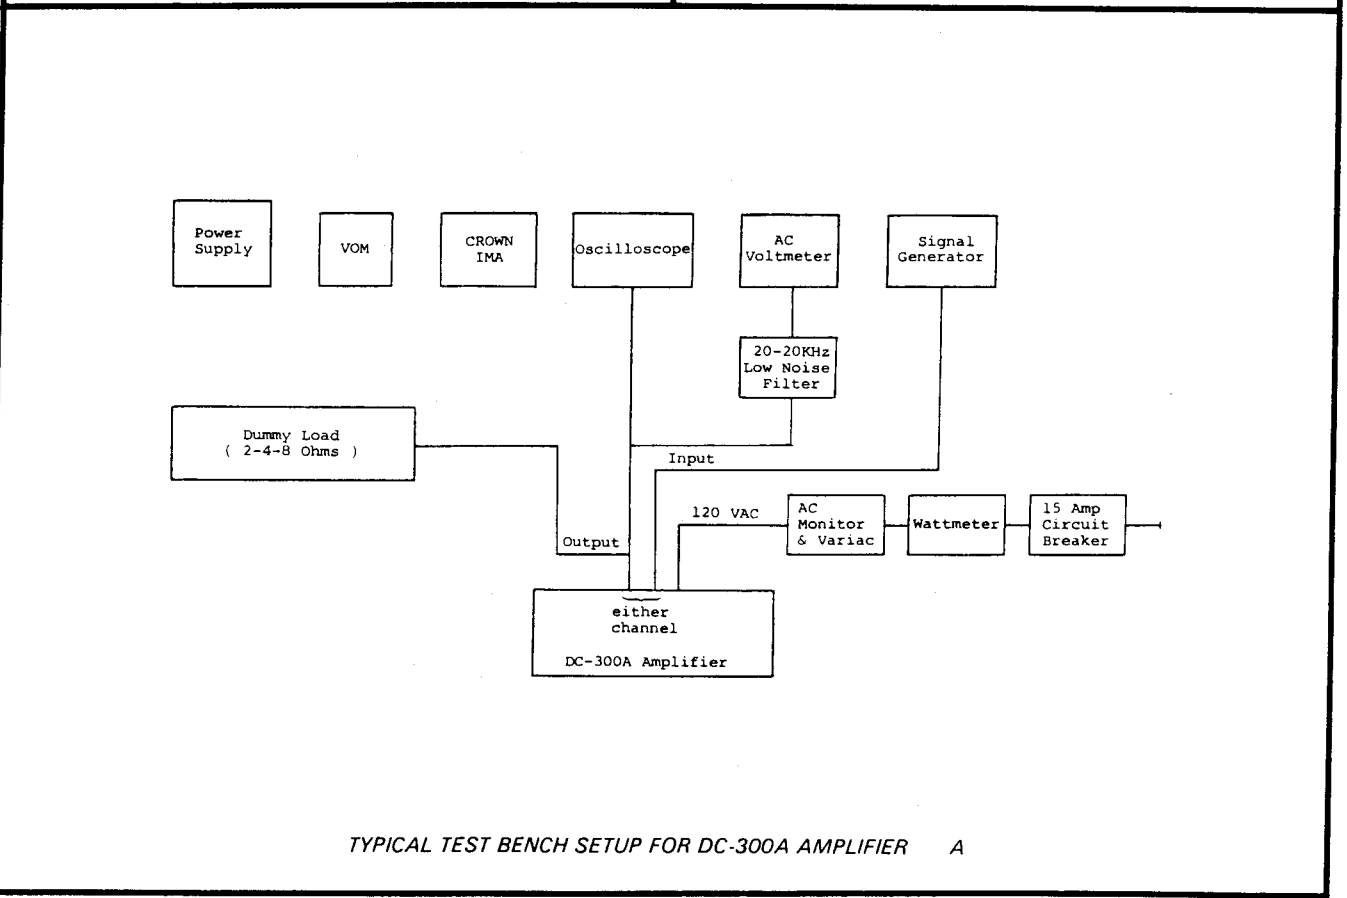 Power
Supply
VOM
CROWN
IMA
Oscilloscope
AC
Voltmeter
Signal
Generator
20-20KHz
Low Noise
Filter
Dummy Load
( 2-4-8 Ohms )
Input
120 VAC
AC
Monitor
& Variac
Wattmeter
15 Amp
Circuit
Breaker
Output
either
channel
DC-300A Amplifier
TYPICAL TEST BENCH SETUP FOR DC-300A AMPLIFIER A